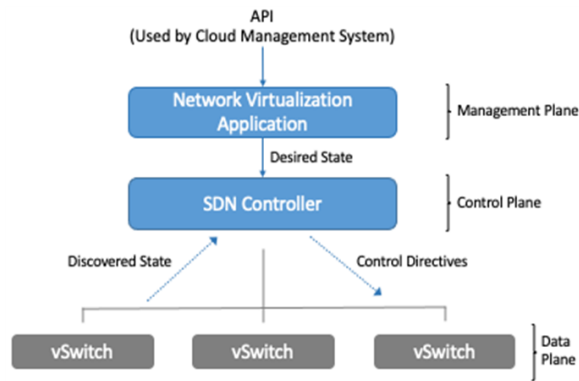 API
(Used by Cloud Management System)
Network Virtualization
Application
Management Plane
Desired State
SDN Controller
Control Plane
Discovered State
Control Directives
vSwitch
vSwitch
vSwitch
Data
Plane